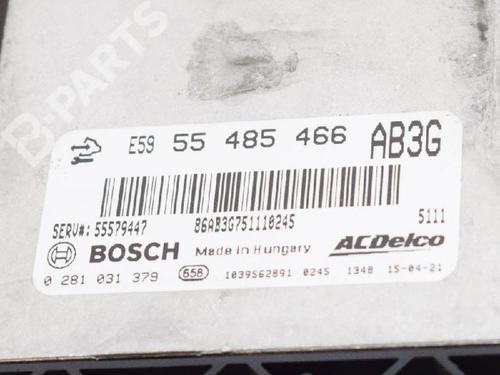 B-PARTS
E59 55 485 466 AB3G
SERV#: 55579447 86AB3G751110245 5111
BOSCH Made in Hungary ACDelco
0 281 031 379 658 1039S62891 0245 1348 15-04-21